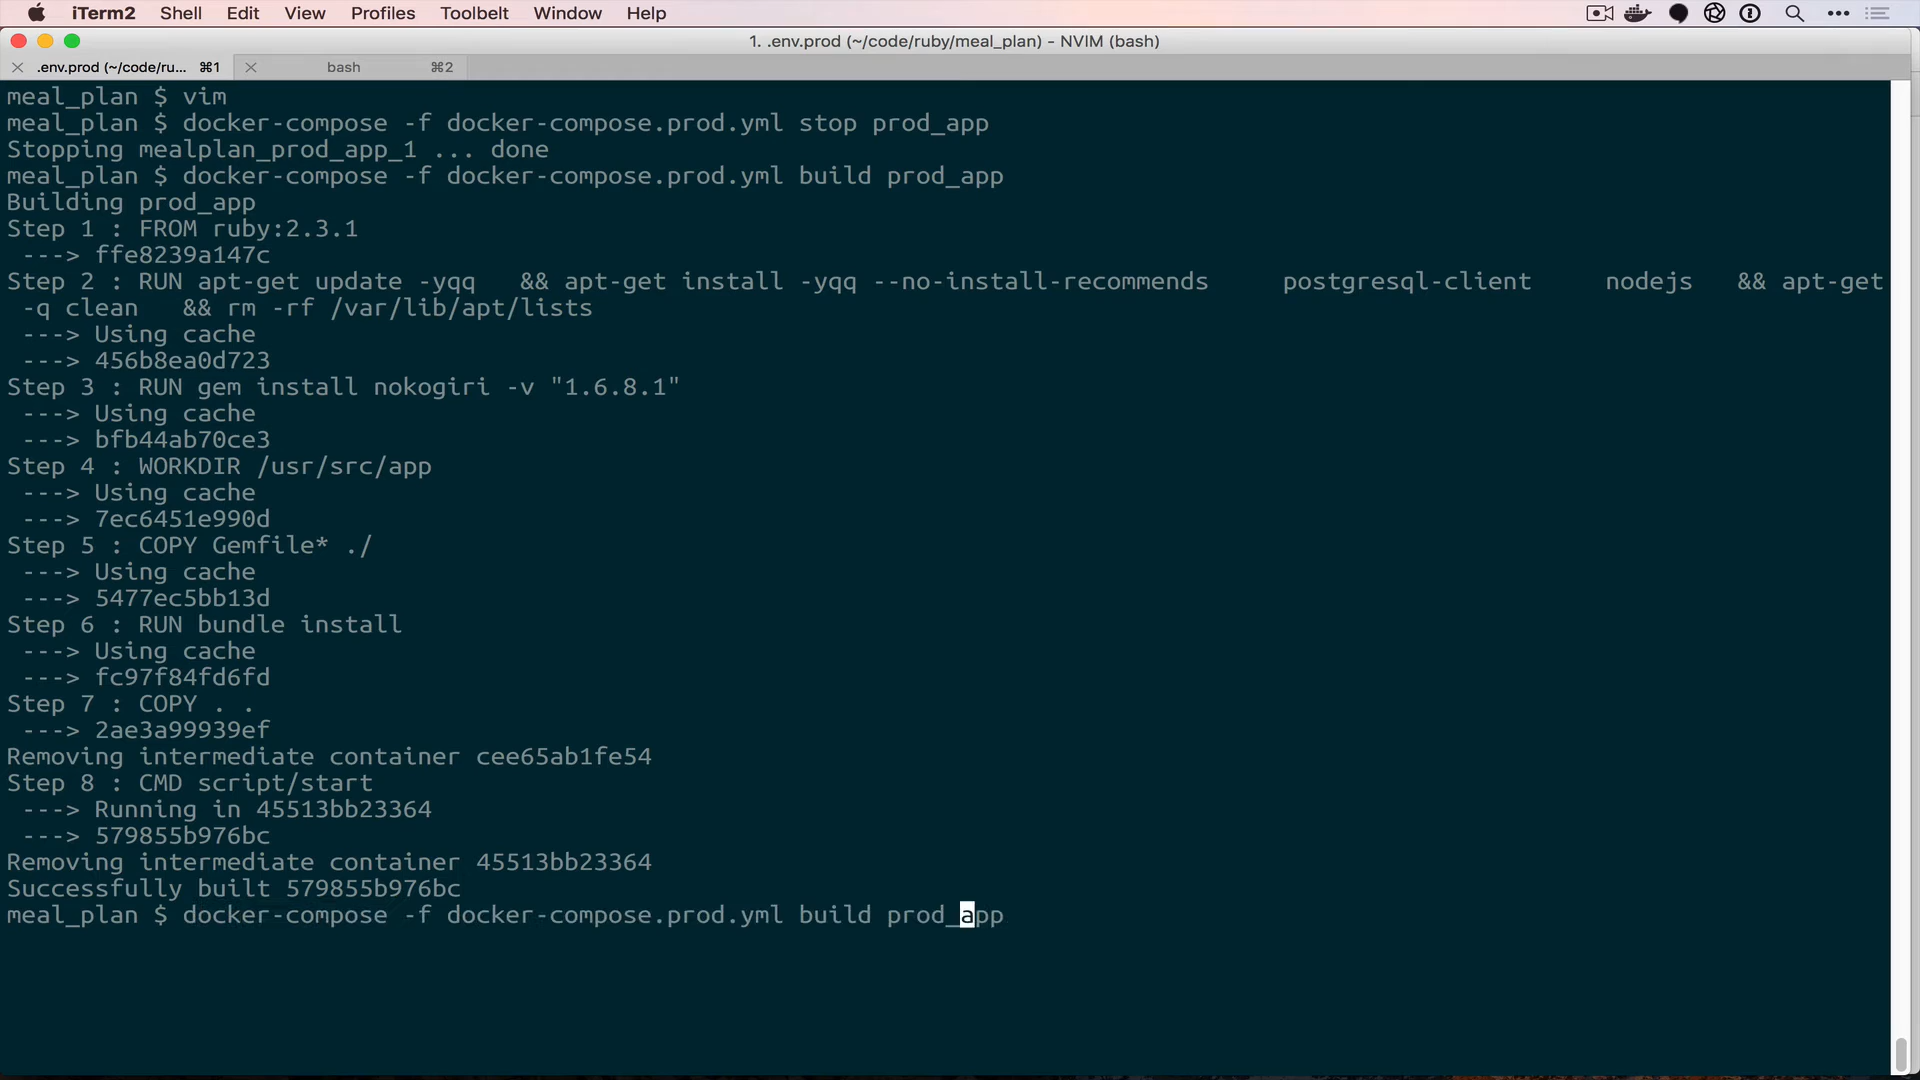 iTerm2 Shell Edit View Profiles Toolbelt Window Help
1. .env.prod (~/code/ruby/meal_plan) - NVIM (bash)
.env.prod (~/code/ru... ⌘1 bash ⌘2
meal_plan $ vim
meal_plan $ docker-compose -f docker-compose.prod.yml stop prod_app
Stopping mealplan_prod_app_1 ... done
meal_plan $ docker-compose -f docker-compose.prod.yml build prod_app
Building prod_app
Step 1 : FROM ruby:2.3.1
---> ffe8239a147c
Step 2 : RUN apt-get update -yqq && apt-get install -yqq --no-install-recommends postgresql-client nodejs && apt-get
-q clean && rm -rf /var/lib/apt/lists
---> Using cache
---> 456b8ea0d723
Step 3 : RUN gem install nokogiri -v "1.6.8.1"
---> Using cache
---> bfb44ab70ce3
Step 4 : WORKDIR /usr/src/app
---> Using cache
---> 7ec6451e990d
Step 5 : COPY Gemfile* ./
---> Using cache
---> 5477ec5bb13d
Step 6 : RUN bundle install
---> Using cache
---> fc97f84fd6fd
Step 7 : COPY . .
---> 2ae3a99939ef
Removing intermediate container cee65ab1fe54
Step 8 : CMD script/start
---> Running in 45513bb23364
---> 579855b976bc
Removing intermediate container 45513bb23364
Successfully built 579855b976bc
meal_plan $ docker-compose -f docker-compose.prod.yml build prod_app